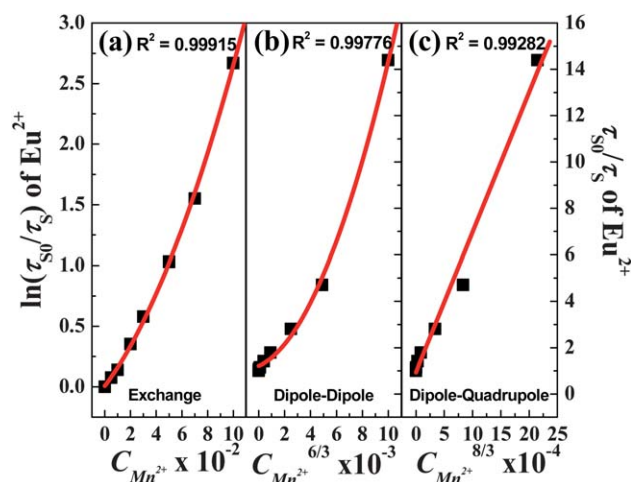 (a) R² = 0.99915
(b) R² = 0.99776
(c) R² = 0.99282
ln(τS0/τS) of Eu²⁺
3.0
2.5
2.0
1.5
1.0
0.5
0.0
16
14
12
10
8
6
4
2
0
τS0/τS of Eu²⁺
Exchange
Dipole-Dipole
Dipole-Quadrupole
0 2 4 6 8 10
0 2 4 6 8 10
0 5 10 15 20 25
C Mn²⁺ x 10⁻²
C Mn²⁺ 6/3 x10⁻³
C Mn²⁺ 8/3 x10⁻⁴